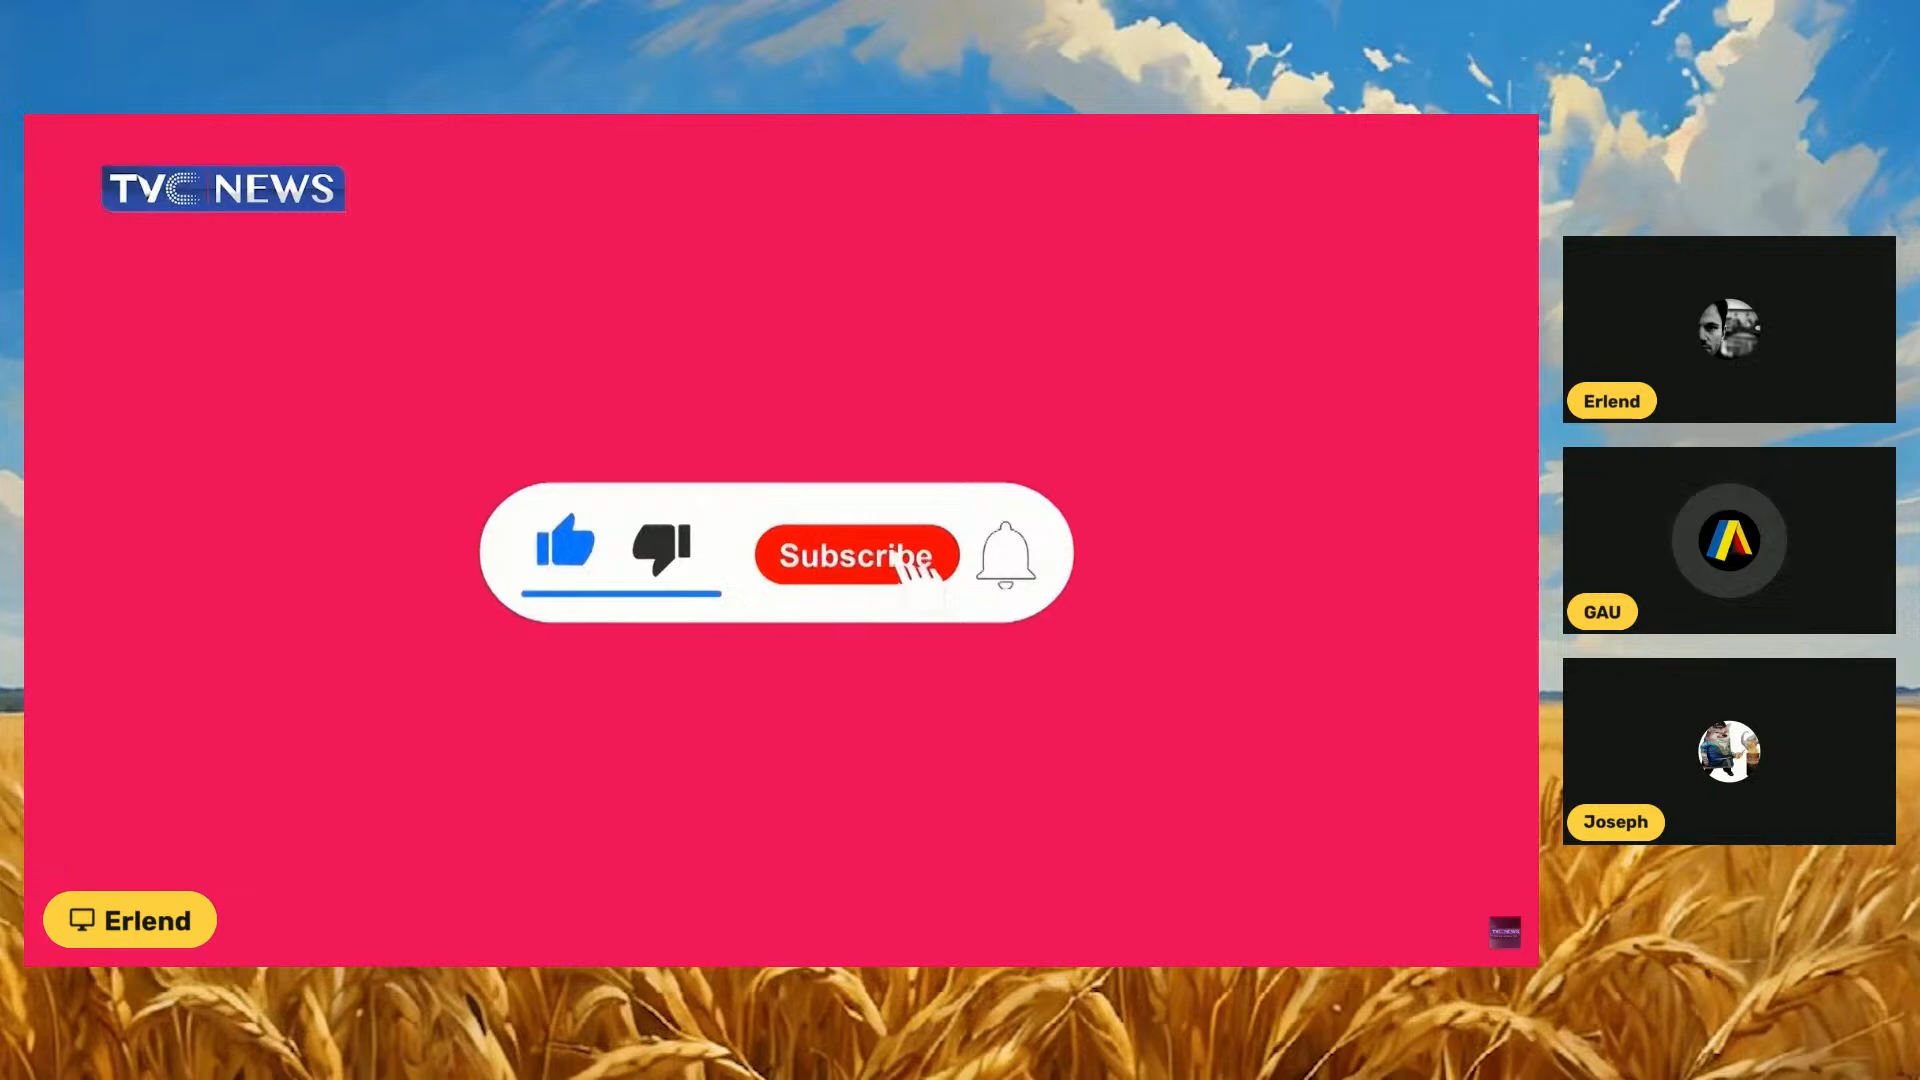 TVC NEWS
Subscribe
Erlend
Erlend
GAU
Joseph